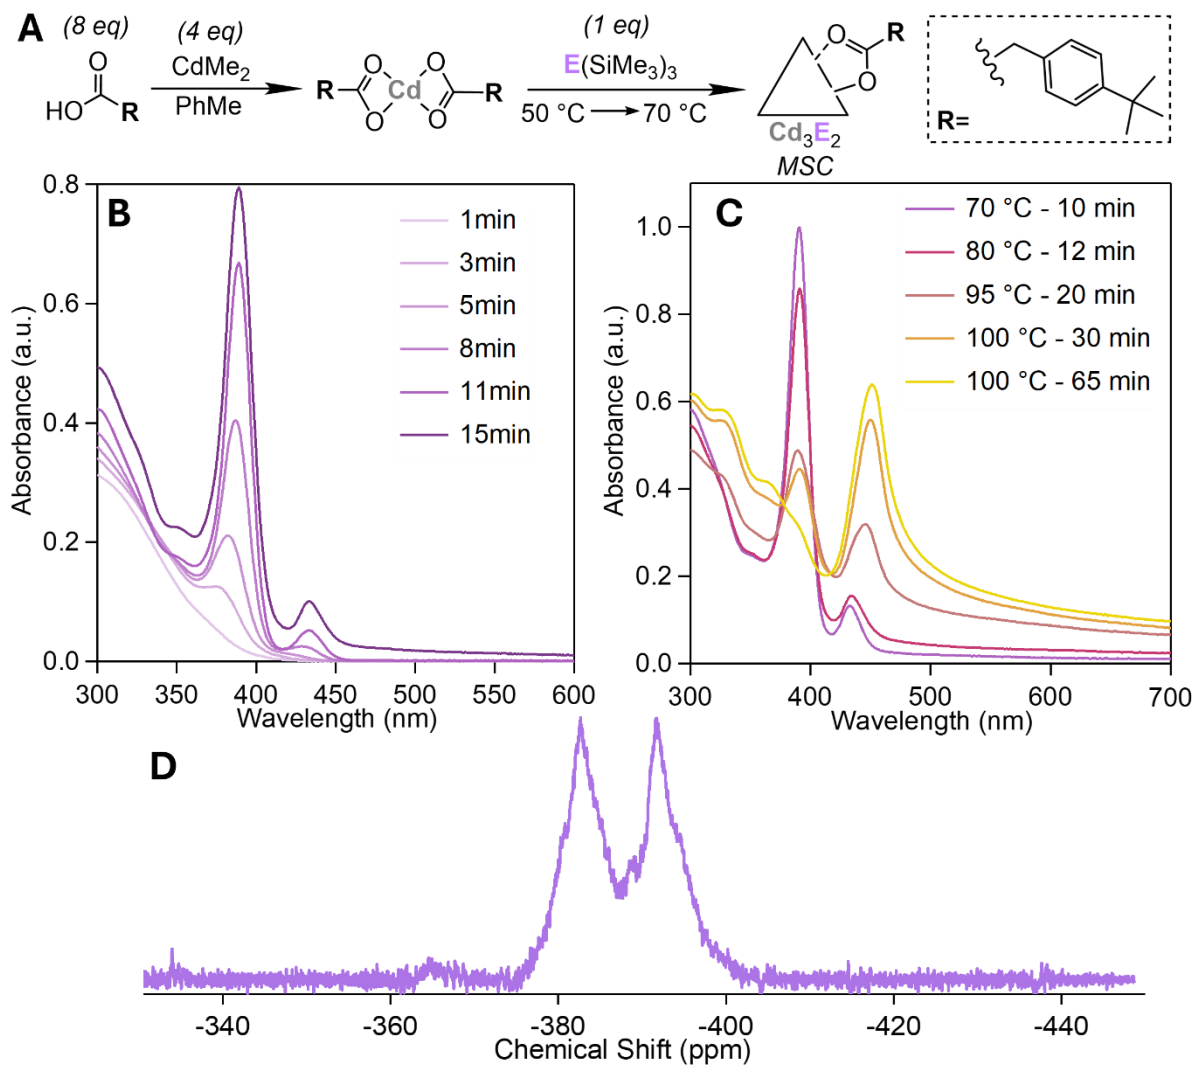 A
(8 eq)
(4 eq)
(1 eq)
CdMe2
E(SiMe3)3
PhMe
50 °C → 70 °C
O
HO
R
R
O
O
Cd
O
O
R
O
R
O
Cd3E2
MSC
R=
B
0.8
0.6
0.4
0.2
0.0
Absorbance (a.u.)
1min
3min
5min
8min
11min
15min
300 350 400 450 500 550 600
Wavelength (nm)
C
1.0
0.8
0.6
0.4
0.2
0.0
Absorbance (a.u.)
70 °C - 10 min
80 °C - 12 min
95 °C - 20 min
100 °C - 30 min
100 °C - 65 min
300 400 500 600 700
Wavelength (nm)
D
-340 -360 -380 -400 -420 -440
Chemical Shift (ppm)